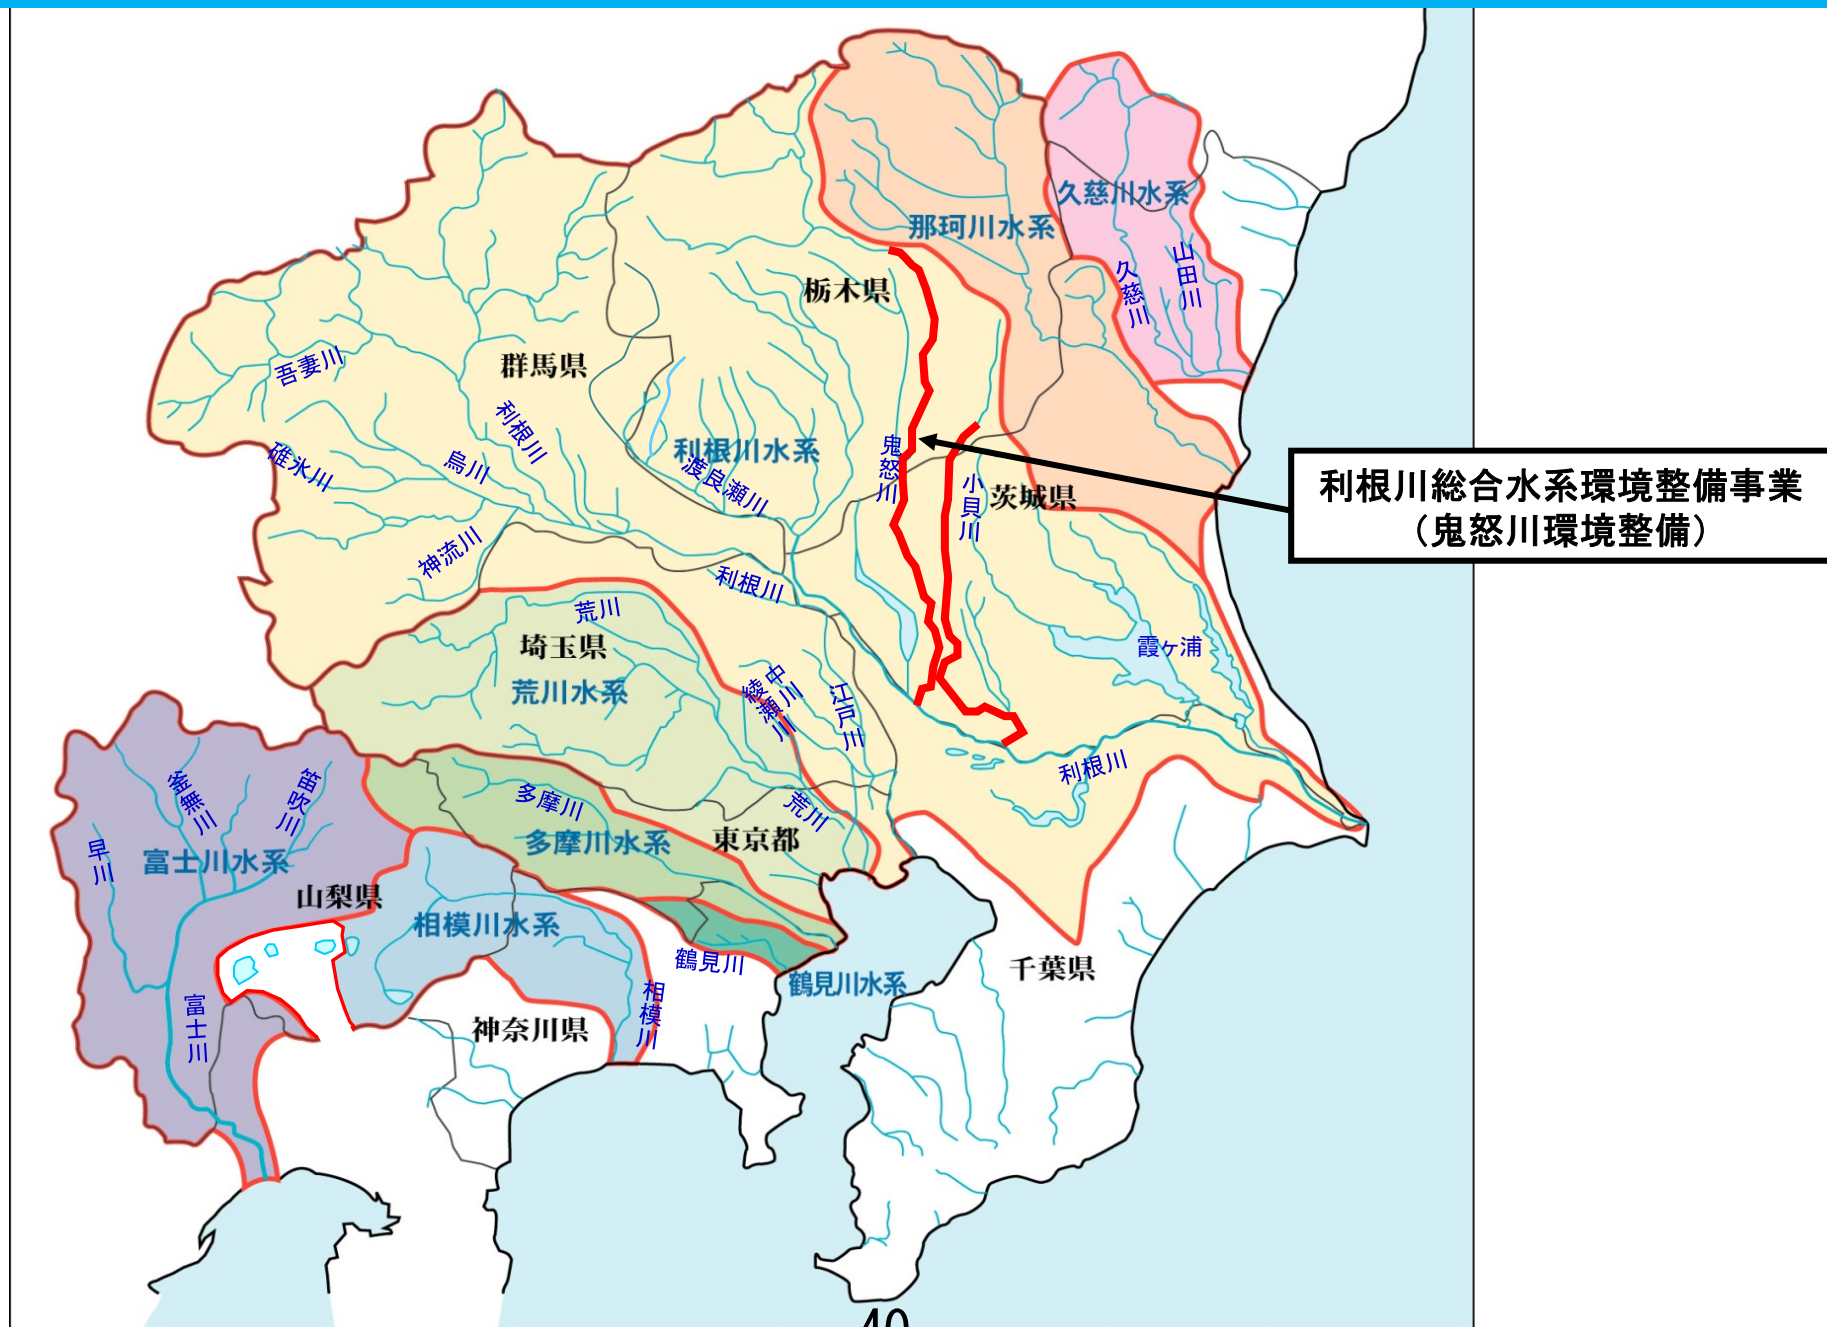 久慈川水系
那珂川水系
山田川
久慈川
栃木県
吾妻川
群馬県
利根川
碓氷川
烏川
利根川水系
渡良瀬川
鬼怒川
小貝川
茨城県
利根川総合水系環境整備事業
（鬼怒川環境整備）
神流川
利根川
荒川
埼玉県
荒川水系
霞ヶ浦
中川
綾瀬川
江戸川
利根川
釜無川
笛吹川
多摩川
荒川
早川
富士川水系
多摩川水系
東京都
山梨県
相模川水系
鶴見川
鶴見川水系
千葉県
富士川
相模川
神奈川県
40